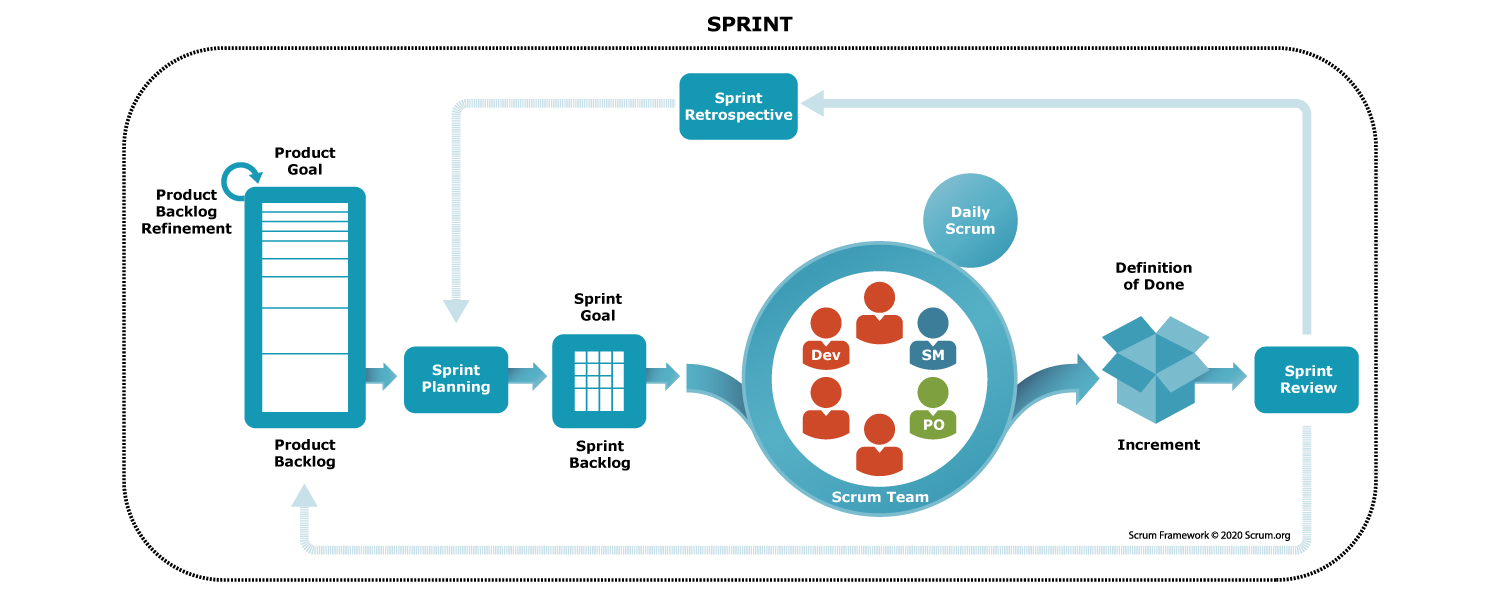 SPRINT
Sprint
Retrospective
Product
Goal
Product
Backlog
Refinement
Daily
Scrum
Definition
of Done
Sprint
Goal
Dev
SM
Sprint
Planning
Sprint
Review
PO
Product
Backlog
Sprint
Backlog
Increment
Scrum Team
Scrum Framework © 2020 Scrum.org